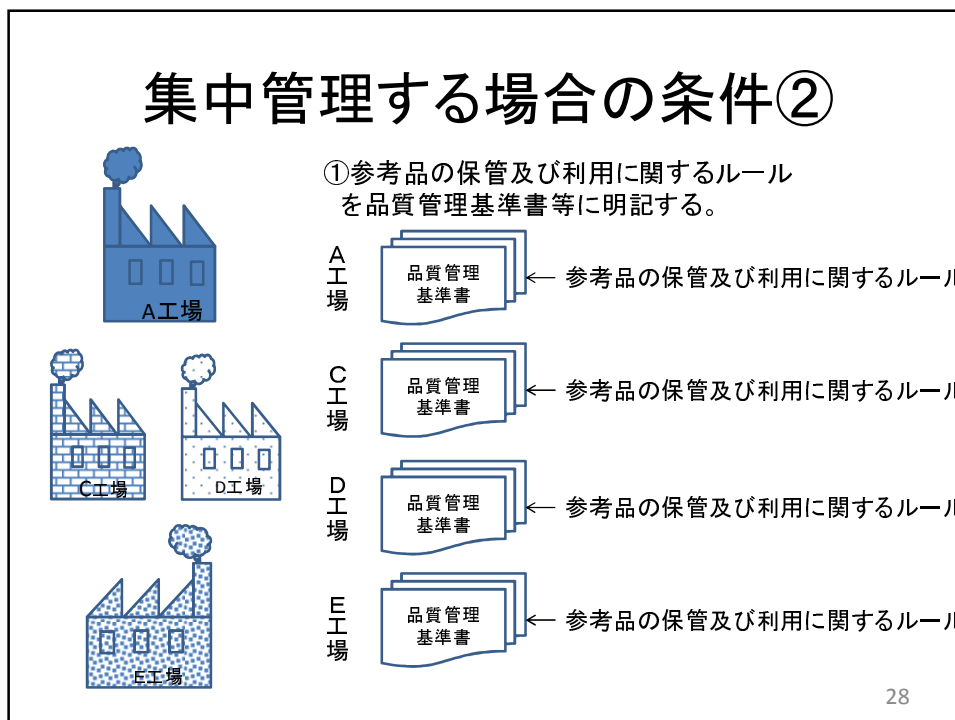 集中管理する場合の条件②
①参考品の保管及び利用に関するルール
を品質管理基準書等に明記する。
A工場
A工場
品質管理
基準書
← 参考品の保管及び利用に関するルール
C工場
D工場
C工場
品質管理
基準書
← 参考品の保管及び利用に関するルール
D工場
品質管理
基準書
← 参考品の保管及び利用に関するルール
E工場
E工場
品質管理
基準書
← 参考品の保管及び利用に関するルール
28